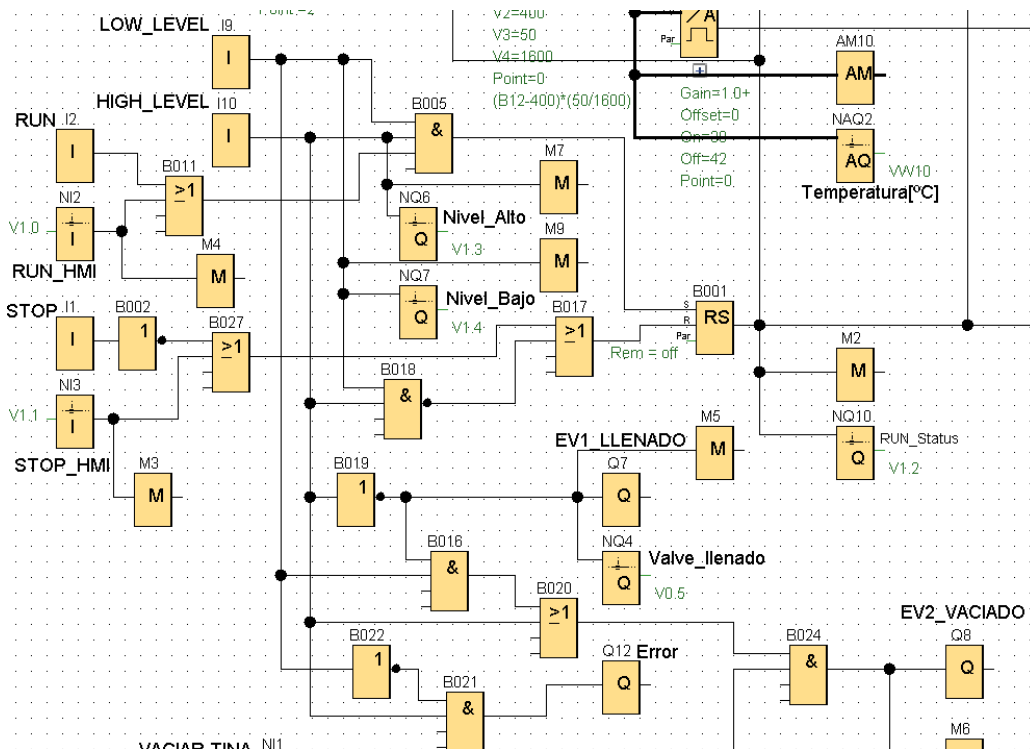 V2=400
V3=50
V4=1600
Point=0
(B12-400)*(50/1600)
/A
Par
Gain=1.0+
Offset=0
On=38
Off=42
Point=0
AM10
AM
NAQ2
AQ
VW10
Temperatura[ºC]
LOW_LEVEL
I9
I
HIGH_LEVEL
I10
I
RUN
I2
I
B011
≥1
NI2
I
V1.0
RUN_HMI
M4
M
B005
&
M7
M
NQ6
Q
Nivel_Alto
V1.3
M9
M
NQ7
Q
Nivel_Bajo
V1.4
STOP
I1
I
B002
1
B027
≥1
NI3
I
V1.1
STOP_HMI
M3
M
B017
≥1
B001
S
R
Par
RS
Rem = off
B018
&
M2
M
NQ10
Q
RUN_Status
V1.2
EV1_LLENADO
M5
M
B019
1
Q7
Q
NQ4
Q
Valve_llenado
V0.5
B016
&
B020
≥1
B022
1
Q12
Q
Error
B021
&
B024
&
EV2_VACIADO
Q8
Q
M6
VACIAR TINA
NI1